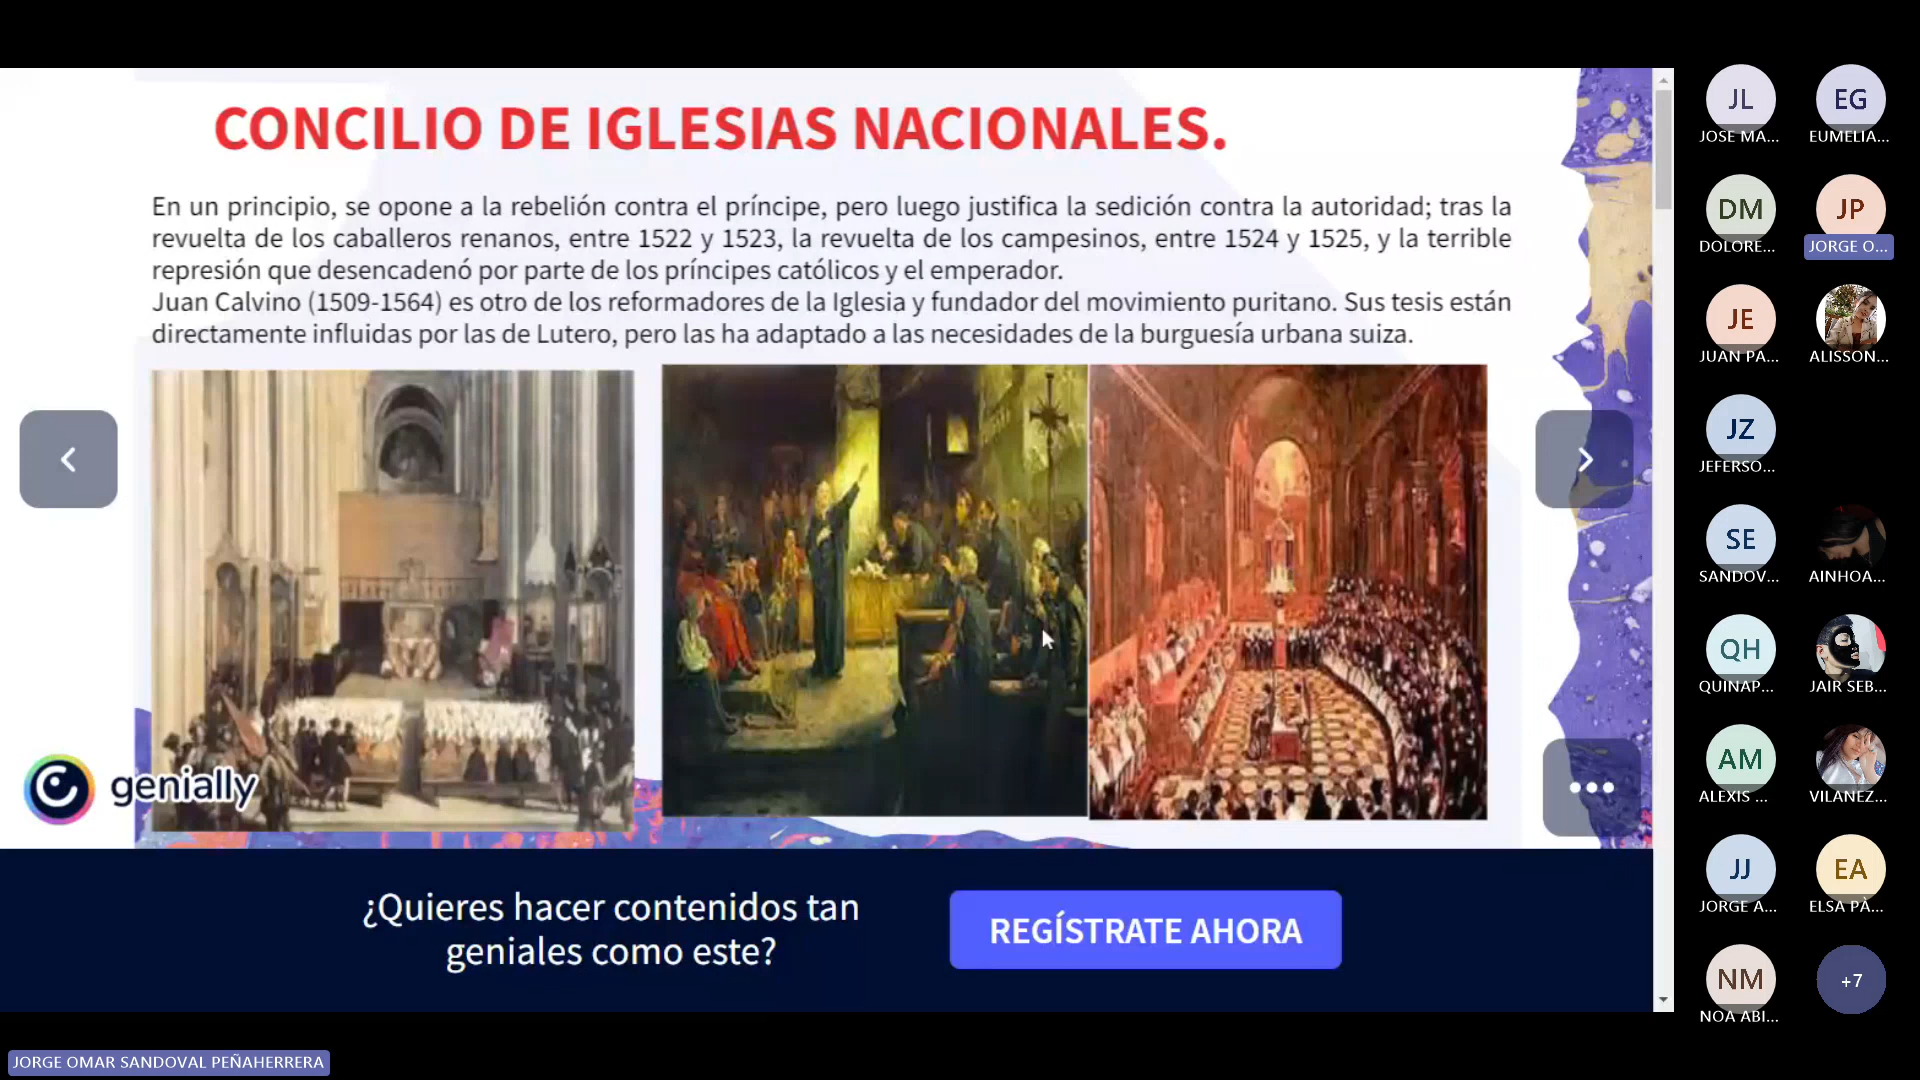 CONCILIO DE IGLESIAS NACIONALES.
En un principio, se opone a la rebelión contra el príncipe, pero luego justifica la sedición contra la autoridad; tras la
revuelta de los caballeros renanos, entre 1522 y 1523, la revuelta de los campesinos, entre 1524 y 1525, y la terrible
represión que desencadenó por parte de los príncipes católicos y el emperador.
Juan Calvino (1509-1564) es otro de los reformadores de la Iglesia y fundador del movimiento puritano. Sus tesis están
directamente influidas por las de Lutero, pero las ha adaptado a las necesidades de la burguesía urbana suiza.
genially
¿Quieres hacer contenidos tan
geniales como este?
REGÍSTRATE AHORA
JORGE OMAR SANDOVAL PEÑAHERRERA
JL
JOSE MA...
EG
EUMELIA...
DM
DOLORE...
JP
JORGE O...
JE
JUAN PA...
ALISSON...
JZ
JEFERSO...
SE
SANDOV...
AINHOA...
QH
QUINAP...
JAIR SEB...
AM
ALEXIS ...
VILANEZ...
JJ
JORGE A...
EA
ELSA PÀ...
NM
NOA ABI...
+7